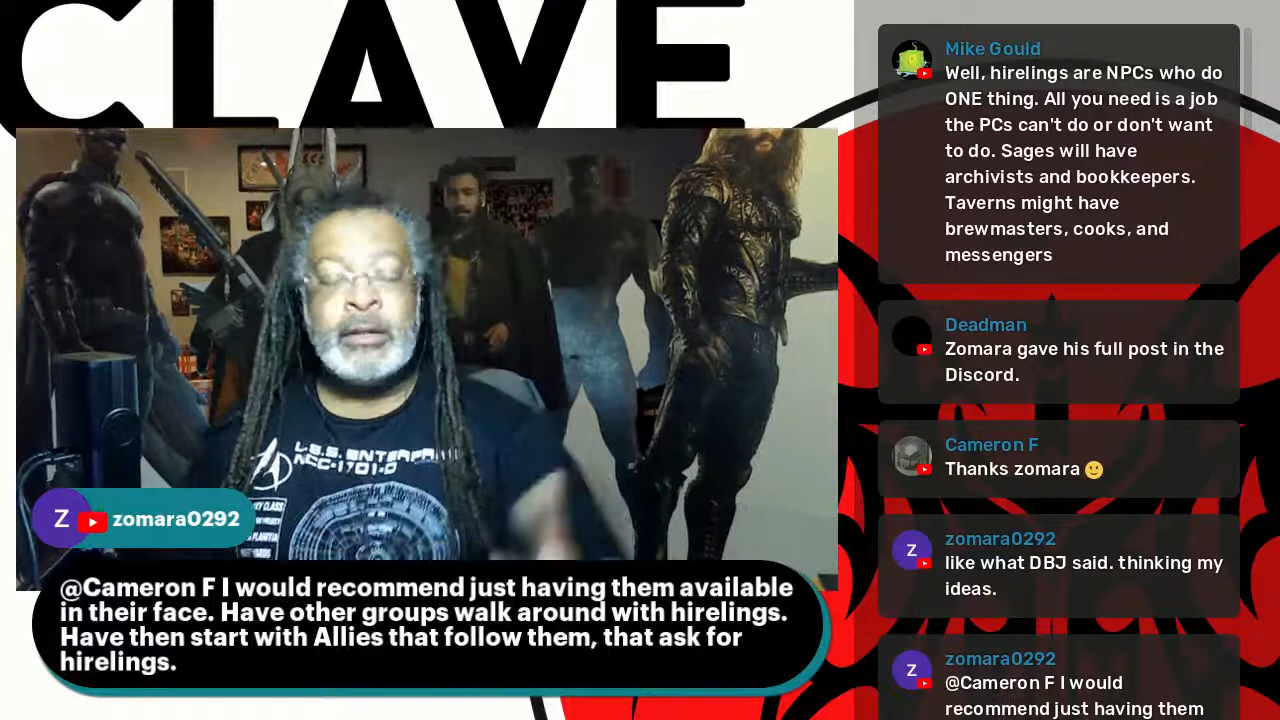 CLAVE
U.S.S. ENTERPRI
NCC-1701-D
Z
zomara0292
@Cameron F I would recommend just having them available
in their face. Have other groups walk around with hirelings.
Have then start with Allies that follow them, that ask for
hirelings.
Mike Gould
Well, hirelings are NPCs who do
ONE thing. All you need is a job
the PCs can't do or don't want
to do. Sages will have
archivists and bookkeepers.
Taverns might have
brewmasters, cooks, and
messengers
Deadman
Zomara gave his full post in the
Discord.
Cameron F
Thanks zomara
Z
zomara0292
like what DBJ said. thinking my
ideas.
Z
zomara0292
@Cameron F I would
recommend just having them